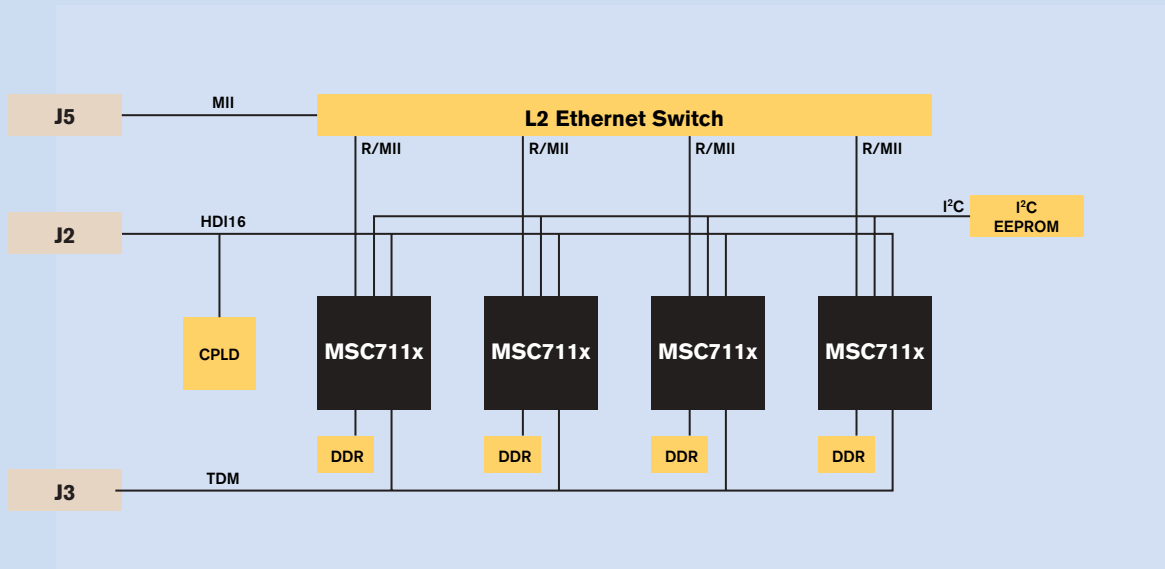 MII
J5
L2 Ethernet Switch
R/MII
R/MII
R/MII
R/MII
I²C
I²C
EEPROM
HDI16
J2
CPLD
MSC711x
MSC711x
MSC711x
MSC711x
DDR
DDR
DDR
DDR
TDM
J3